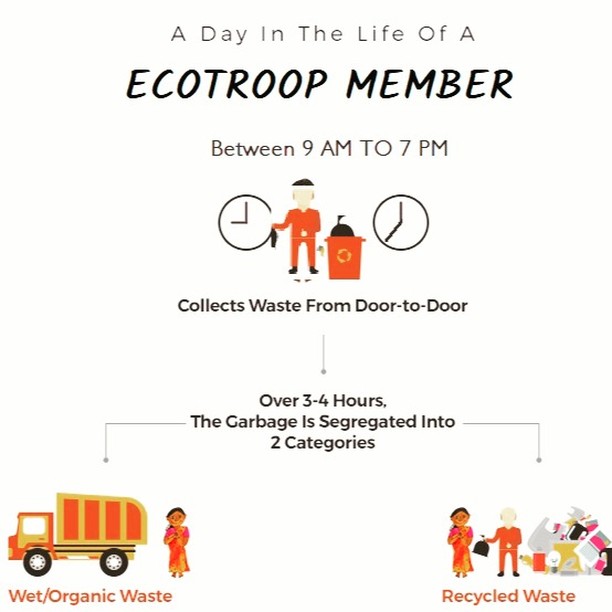 A Day In The Life Of A
ECOTROOP MEMBER
Between 9 AM TO 7 PM
Collects Waste From Door-to-Door
Over 3-4 Hours,
The Garbage Is Segregated Into
2 Categories
Wet/Organic Waste
Recycled Waste